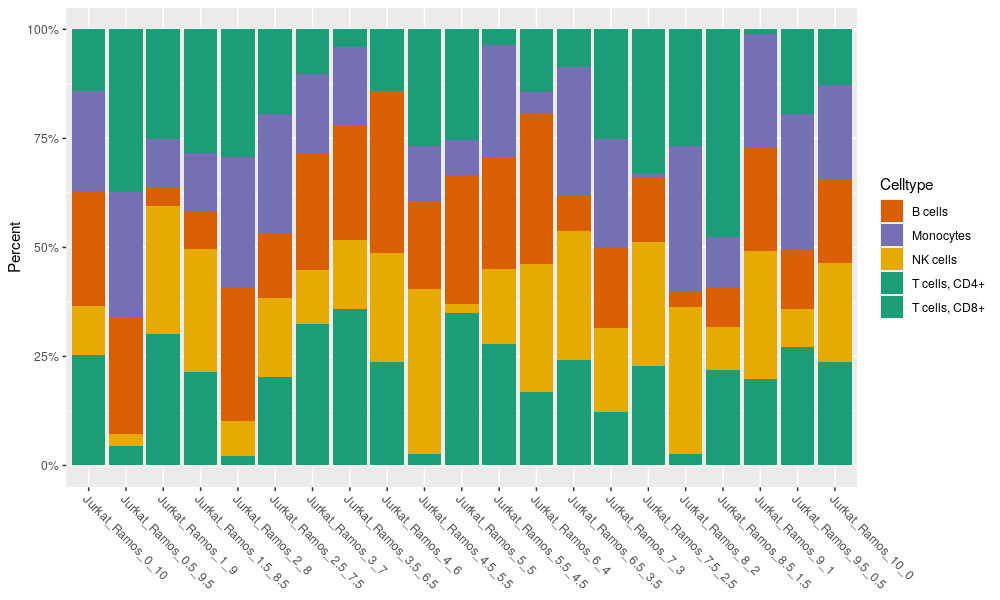 100%
75%
50%
25%
0%
Percent
Jurkat_Ramos_0_10
Jurkat_Ramos_0.5_9.5
Jurkat_Ramos_1_9
Jurkat_Ramos_1.5_8.5
Jurkat_Ramos_2_8
Jurkat_Ramos_2.5_7.5
Jurkat_Ramos_3_7
Jurkat_Ramos_3.5_6.5
Jurkat_Ramos_4_6
Jurkat_Ramos_4.5_5.5
Jurkat_Ramos_5_5
Jurkat_Ramos_5.5_4.5
Jurkat_Ramos_6_4
Jurkat_Ramos_6.5_3.5
Jurkat_Ramos_7_3
Jurkat_Ramos_7.5_2.5
Jurkat_Ramos_8_2
Jurkat_Ramos_8.5_1.5
Jurkat_Ramos_9_1
Jurkat_Ramos_9.5_0.5
Jurkat_Ramos_10_0
Celltype
B cells
Monocytes
NK cells
T cells, CD4+
T cells, CD8+